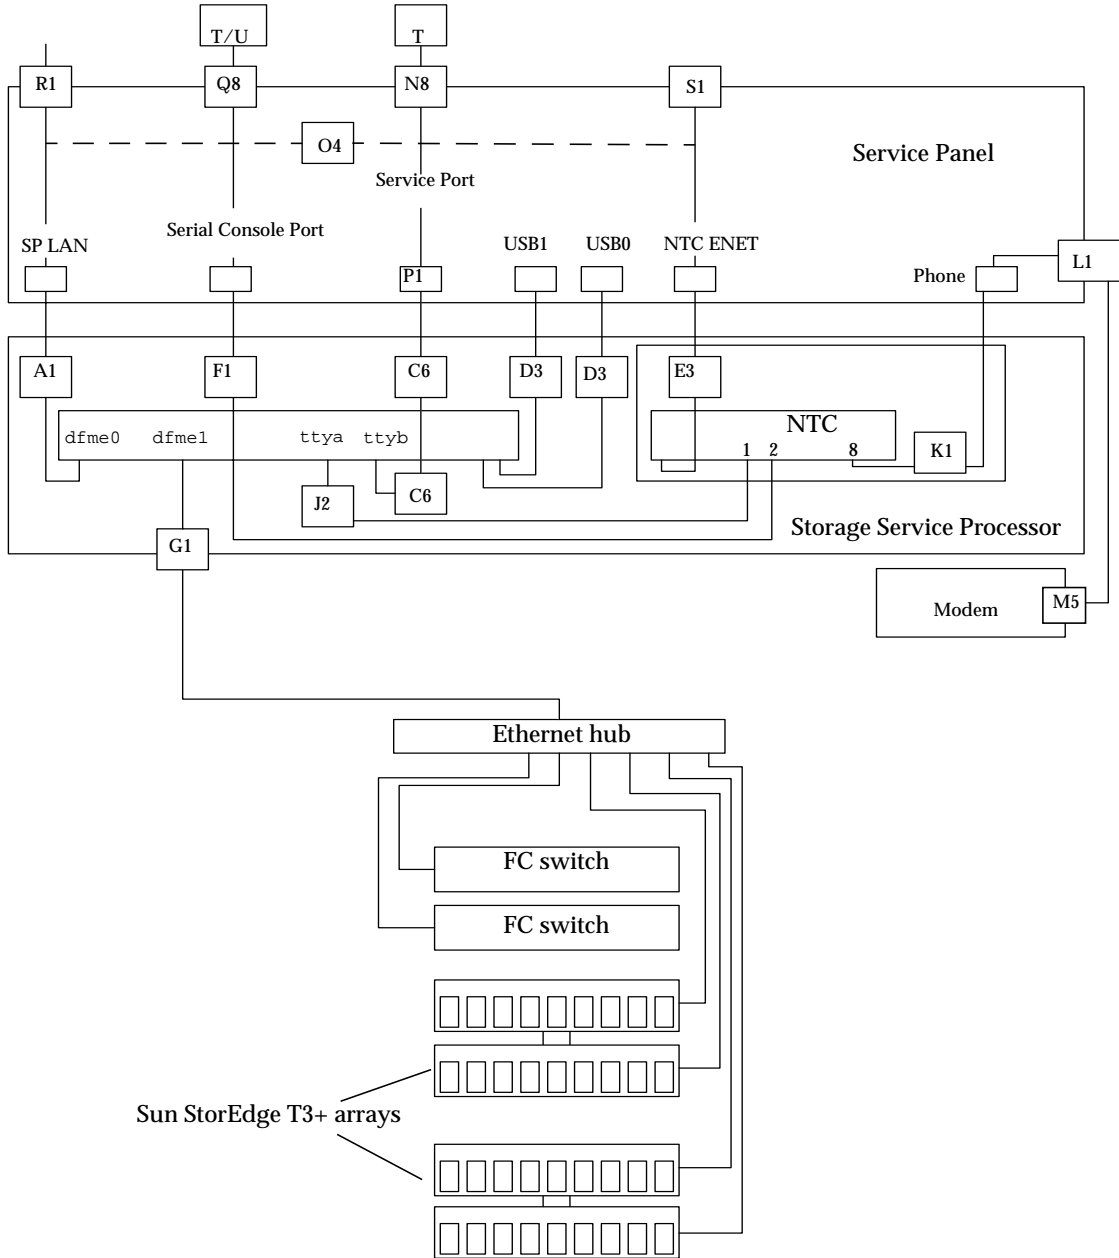 T/U
T
R1
Q8
N8
S1
O4
Service Panel
Service Port
SP LAN
Serial Console Port
USB1
USB0
NTC ENET
Phone
L1
P1
A1
F1
C6
D3
D3
E3
dfme0
dfme1
ttya
ttyb
NTC
1
2
8
K1
J2
C6
Storage Service Processor
G1
Modem
M5
Ethernet hub
FC switch
FC switch
Sun StorEdge T3+ arrays